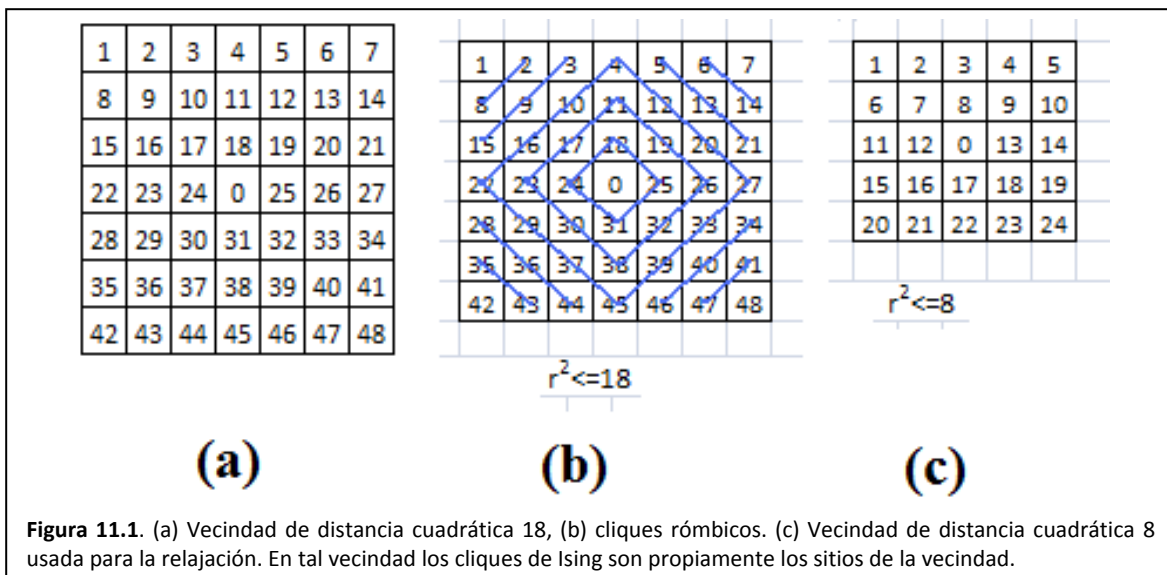 1 2 3 4 5 6 7
8 9 10 11 12 13 14
15 16 17 18 19 20 21
22 23 24 0 25 26 27
28 29 30 31 32 33 34
35 36 37 38 39 40 41
42 43 44 45 46 47 48
(a)
1 2 3 4 5 6 7
8 9 10 11 12 13 14
15 16 17 18 19 20 21
22 23 24 0 25 26 27
28 29 30 31 32 33 34
35 36 37 38 39 40 41
42 43 44 45 46 47 48
r²<=18
(b)
1 2 3 4 5
6 7 8 9 10
11 12 0 13 14
15 16 17 18 19
20 21 22 23 24
r²<=8
(c)
Figura 11.1. (a) Vecindad de distancia cuadrática 18, (b) cliques rómbicos. (c) Vecindad de distancia cuadrática 8
usada para la relajación. En tal vecindad los cliques de Ising son propiamente los sitios de la vecindad.